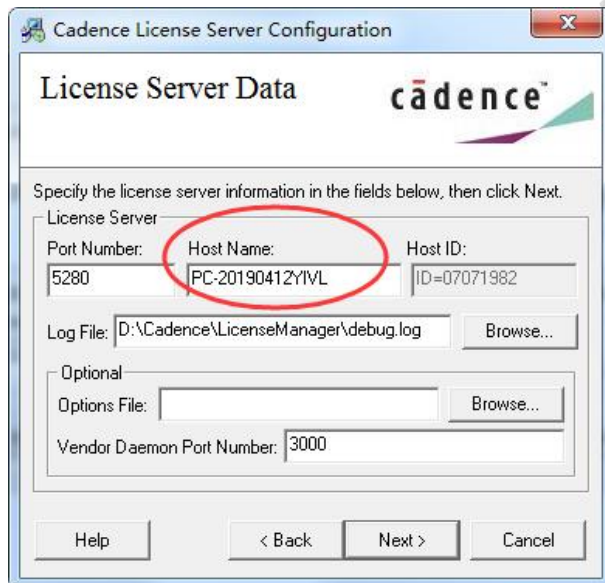 Cadence License Server Configuration
License Server Data
cādence™
Specify the license server information in the fields below, then click Next.
License Server
Port Number: Host Name: Host ID:
5280 PC-20190412YIVL ID=07071982
Log File: D:\Cadence\LicenseManager\debug.log Browse...
Optional
Options File: Browse...
Vendor Daemon Port Number: 3000
Help < Back Next > Cancel